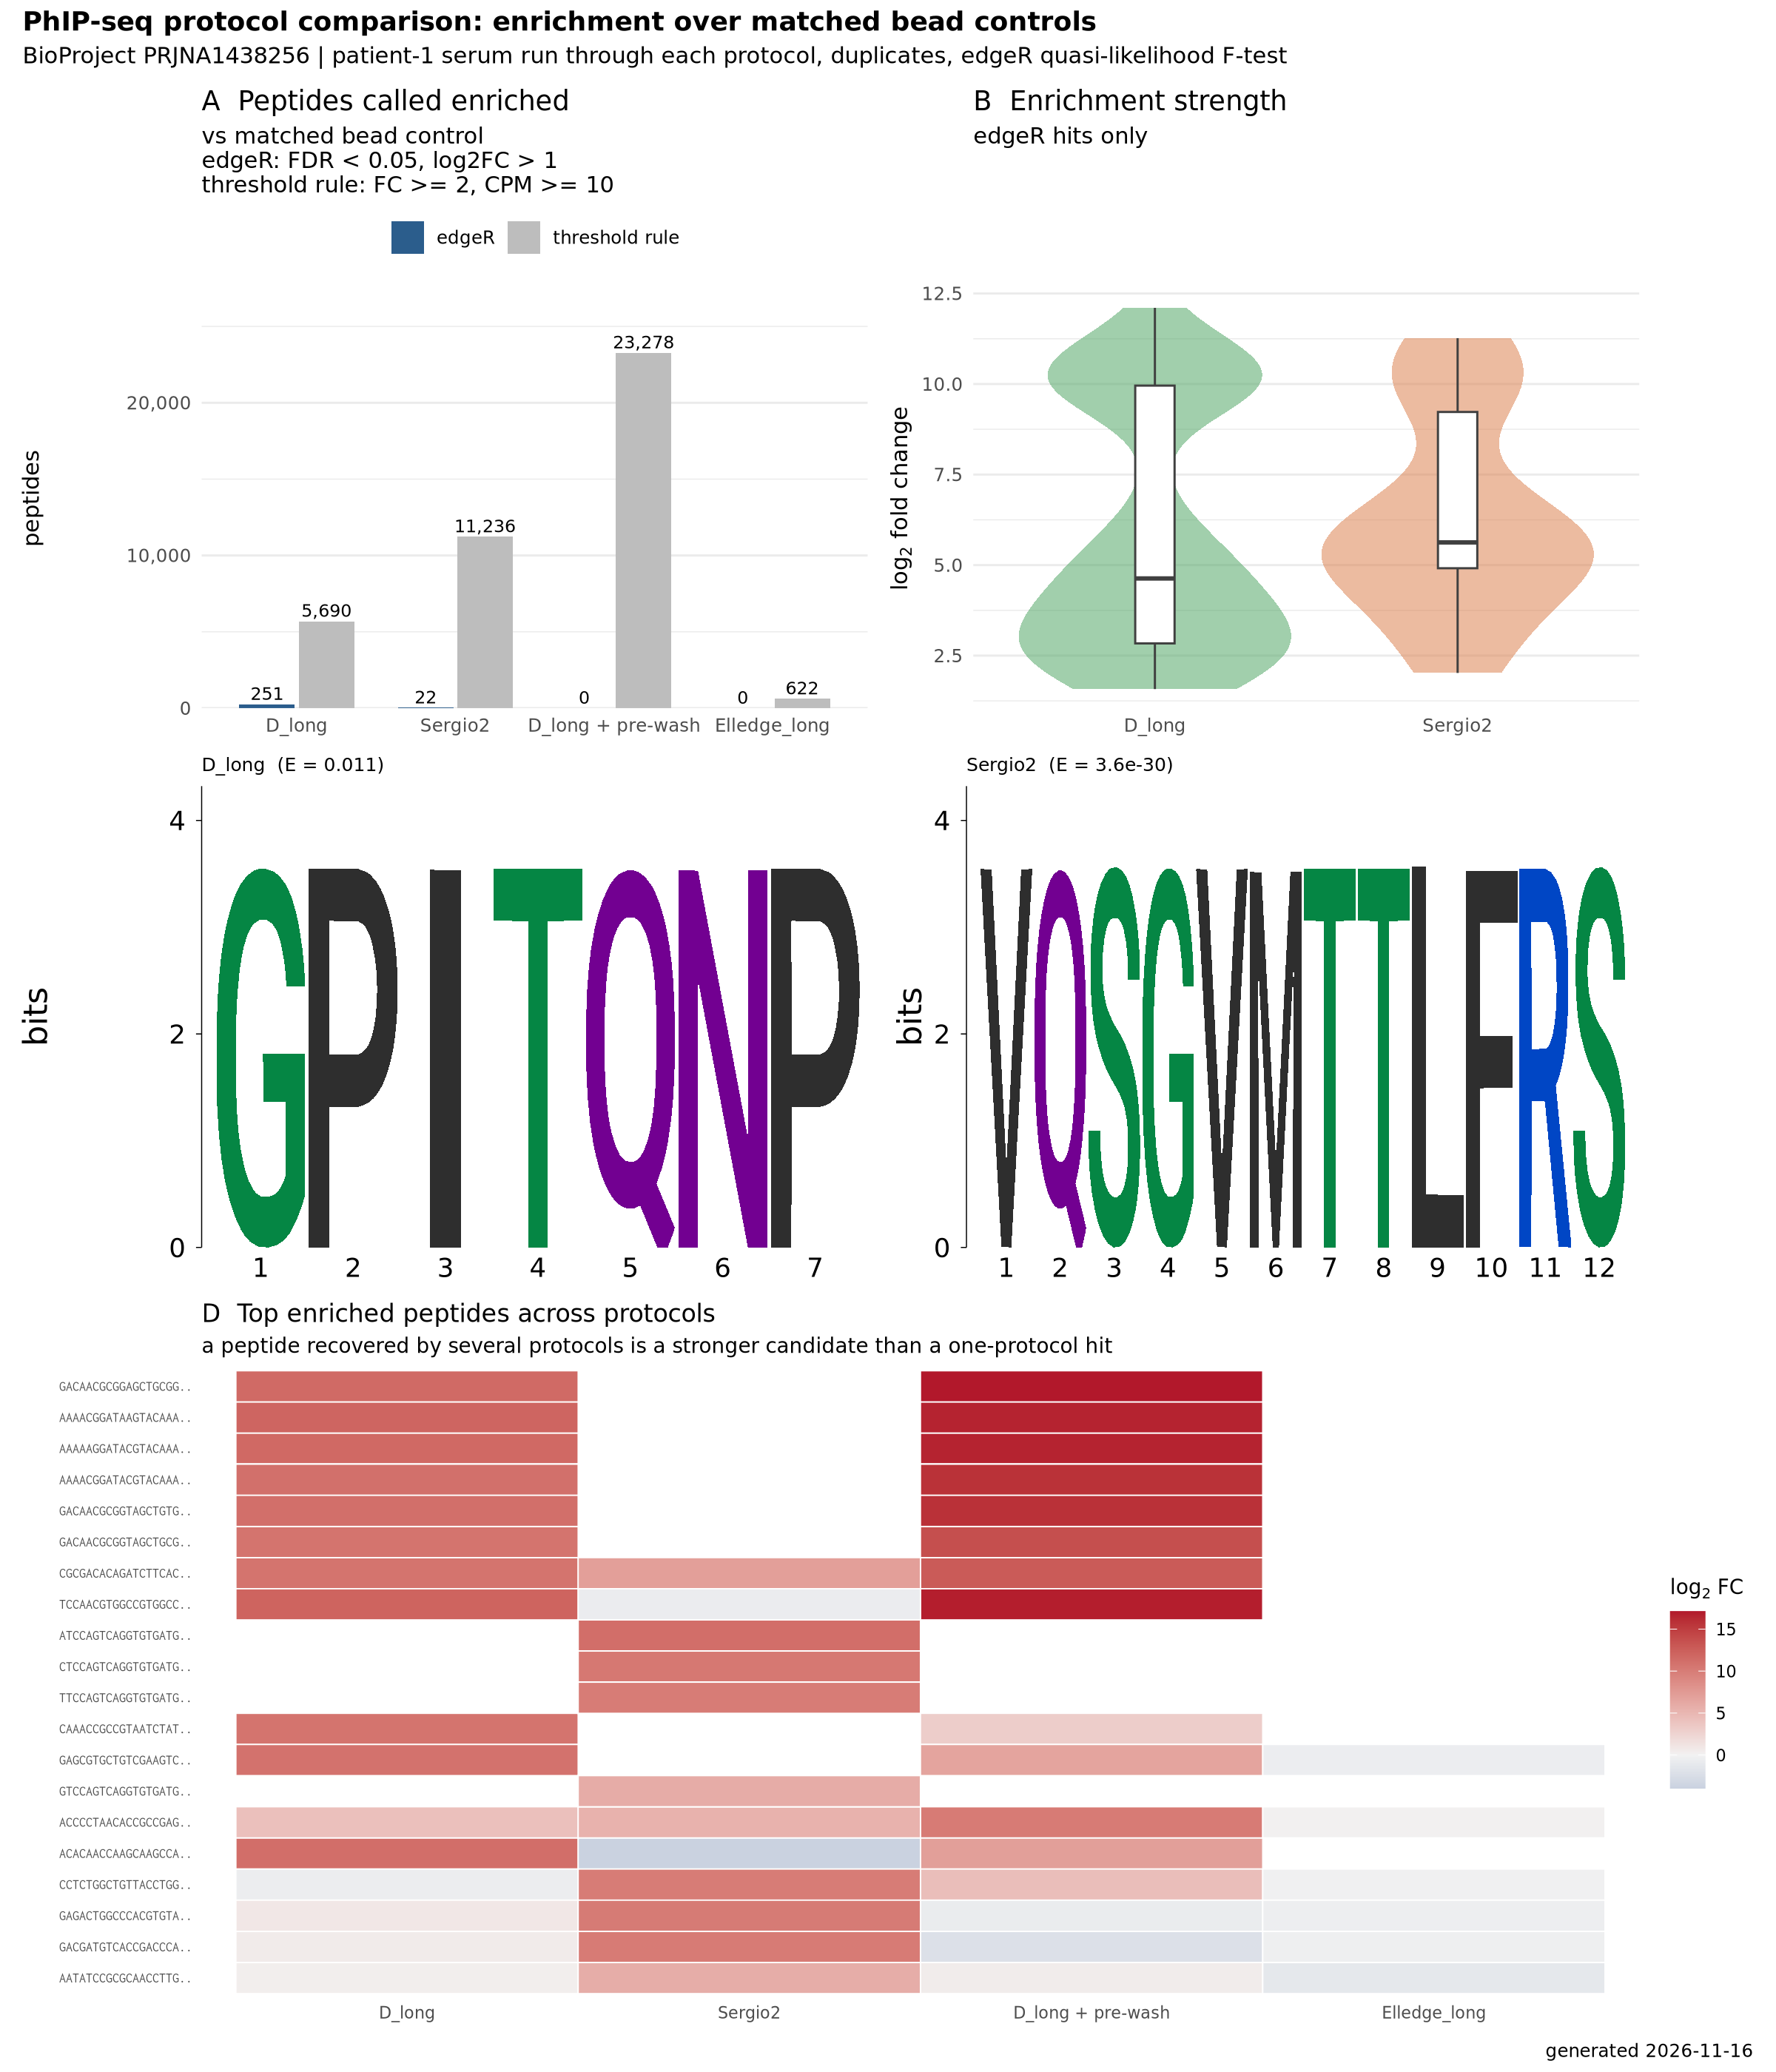 PhIP-seq protocol comparison: enrichment over matched bead controls
BioProject PRJNA1438256 | patient-1 serum run through each protocol, duplicates, edgeR quasi-likelihood F-test
A Peptides called enriched
vs matched bead control
edgeR: FDR < 0.05, log2FC > 1
threshold rule: FC >= 2, CPM >= 10
edgeR
threshold rule
peptides
20,000
10,000
0
251
5,690
22
11,236
0
23,278
0
622
D_long
Sergio2
D_long + pre-wash
Elledge_long
B Enrichment strength
edgeR hits only
log2 fold change
12.5
10.0
7.5
5.0
2.5
D_long
Sergio2
D_long (E = 0.011)
bits
4
2
0
GPITQNP
1 2 3 4 5 6 7
Sergio2 (E = 3.6e-30)
bits
4
2
0
VQSGVMTTLFRS
1 2 3 4 5 6 7 8 9 10 11 12
D Top enriched peptides across protocols
a peptide recovered by several protocols is a stronger candidate than a one-protocol hit
GACAACGCGGAGCTGCGG..
AAAACGGATAAGTACAAA..
AAAAAGGATACGTACAAA..
AAAACGGATACGTACAAA..
GACAACGCGGTAGCTGTG..
GACAACGCGGTAGCTGCG..
CGCGACACAGATCTTCAC..
TCCAACGTGGCCGTGGCC..
ATCCAGTCAGGTGTGATG..
CTCCAGTCAGGTGTGATG..
TTCCAGTCAGGTGTGATG..
CAAACCGCCGTAATCTAT..
GAGCGTGCTGTCGAAGTC..
GTCCAGTCAGGTGTGATG..
ACCCCTAACACCGCCGAG..
ACACAACCAAGCAAGCCA..
CCTCTGGCTGTTACCTGG..
GAGACTGGCCCACGTGTA..
GACGATGTCACCGACCCA..
AATATCCGCGCAACCTTG..
D_long
Sergio2
D_long + pre-wash
Elledge_long
log2 FC
15
10
5
0
generated 2026-11-16